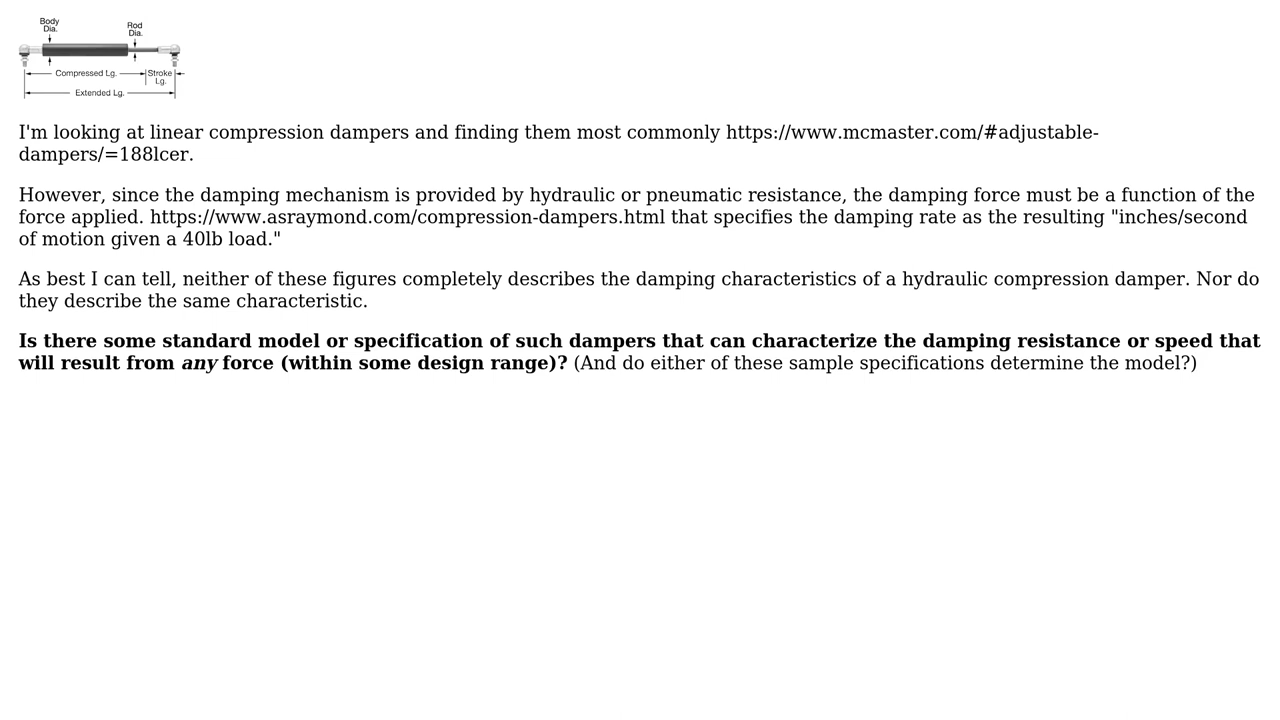 Body
Dia.
Rod
Dia.
Compressed Lg.
Stroke
Lg.
Extended Lg.
I'm looking at linear compression dampers and finding them most commonly https://www.mcmaster.com/#adjustable-
dampers/=188lcer.
However, since the damping mechanism is provided by hydraulic or pneumatic resistance, the damping force must be a function of the
force applied. https://www.asraymond.com/compression-dampers.html that specifies the damping rate as the resulting "inches/second
of motion given a 40lb load."
As best I can tell, neither of these figures completely describes the damping characteristics of a hydraulic compression damper. Nor do
they describe the same characteristic.
Is there some standard model or specification of such dampers that can characterize the damping resistance or speed that
will result from any force (within some design range)? (And do either of these sample specifications determine the model?)